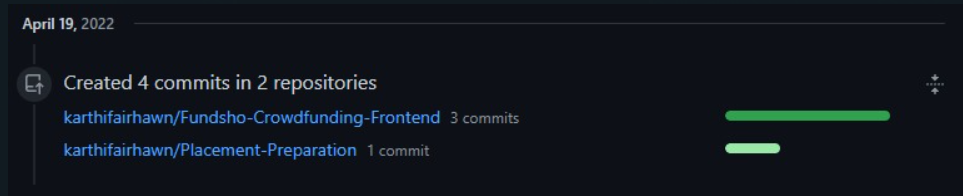 April 19, 2022
Created 4 commits in 2 repositories
karthifairhawn/Fundsho-Crowdfunding-Frontend 3 commits
karthifairhawn/Placement-Preparation 1 commit